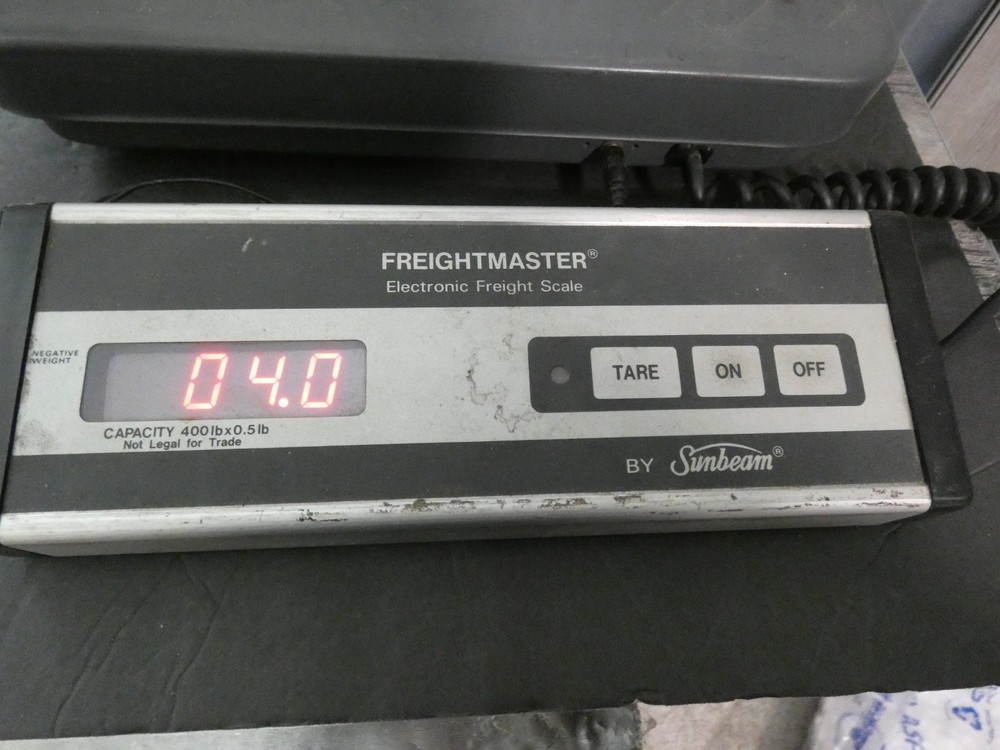 FREIGHTMASTER®
Electronic Freight Scale
NEGATIVE
WEIGHT
04.0
TARE
ON
OFF
CAPACITY 400lbx0.5lb
Not Legal for Trade
BY Sunbeam®